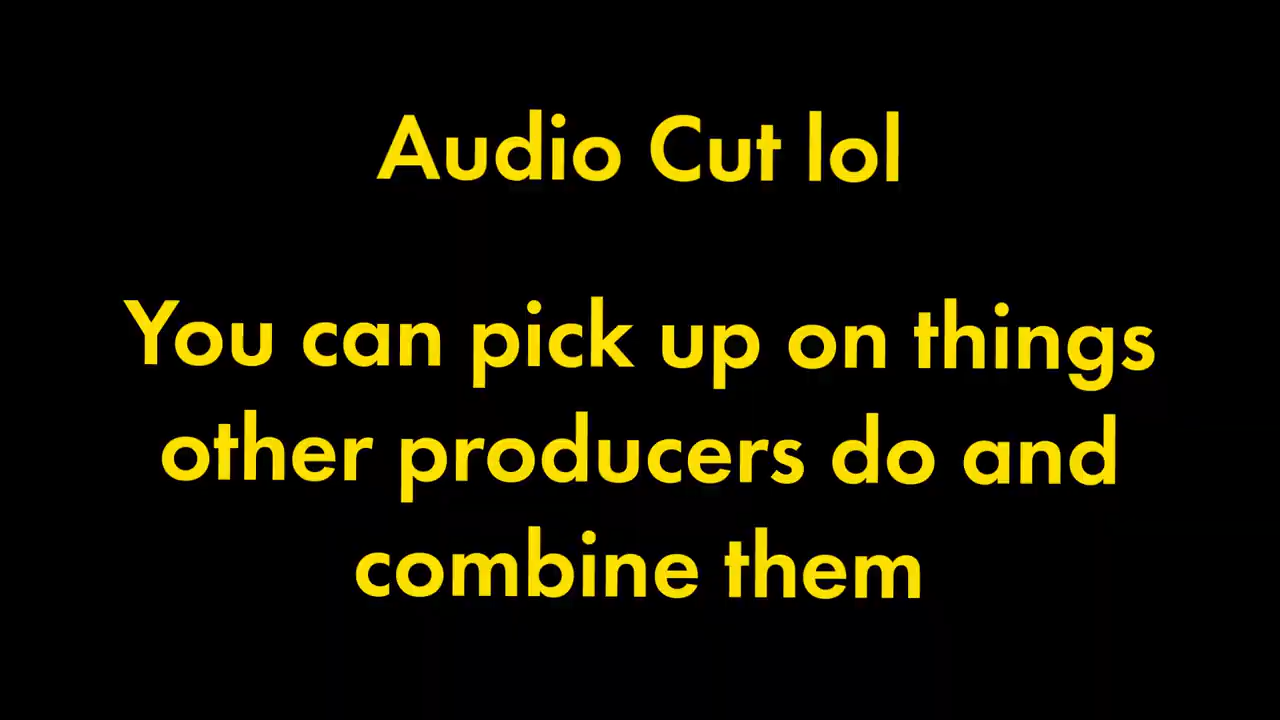 Audio Cut lol
You can pick up on things
other producers do and
combine them